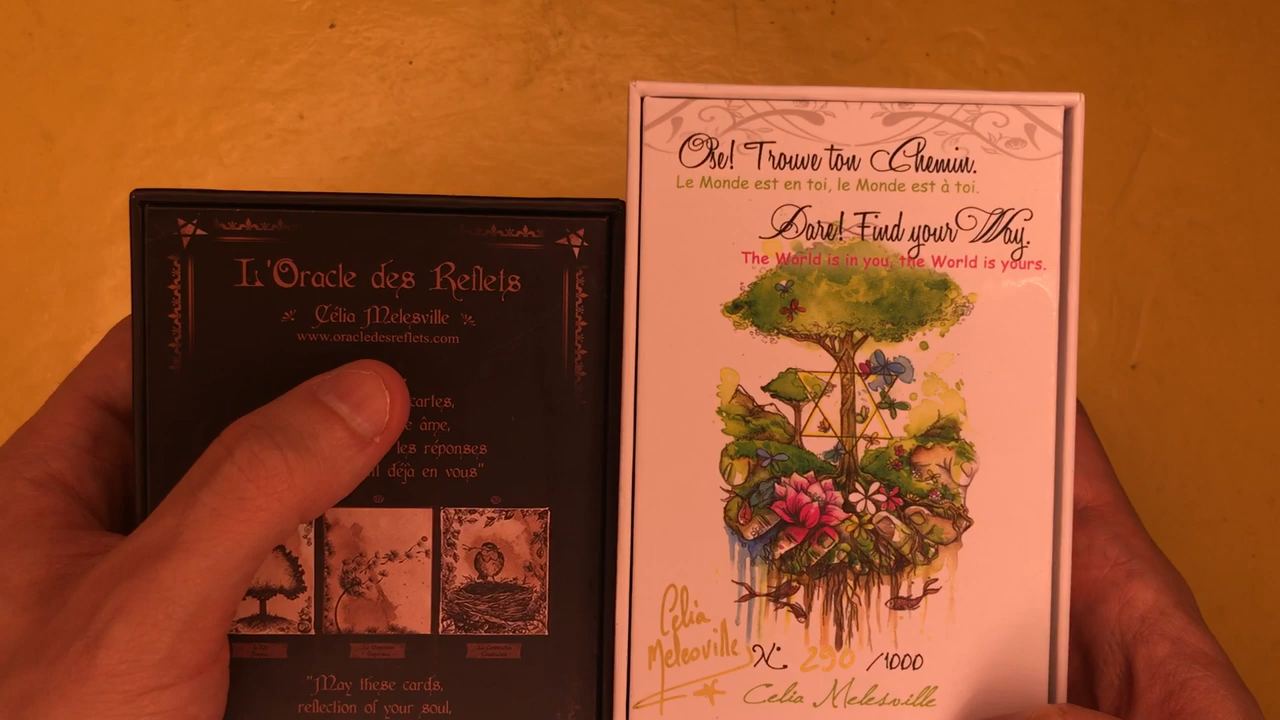 L'Oracle des Reflets
Célia Melesville
www.oracledesreflets.com
cartes,
âme,
les réponses
déjà en vous"
"May these cards,
reflection of your soul,
Ose! Trouve ton Chemin.
Le Monde est en toi, le Monde est à toi.
Dare! Find your Way.
The World is in you, the World is yours.
Celia
Melesville
N: 290 /1000
Celia Melesville